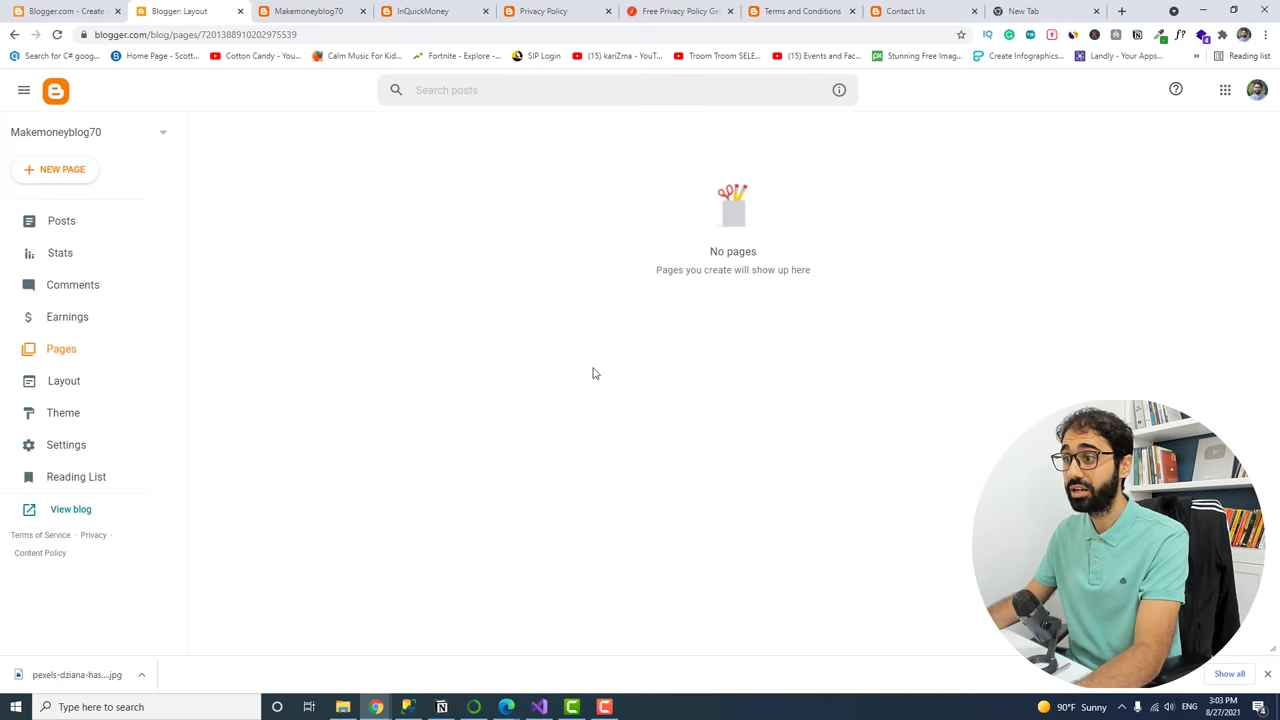 Blogger.com - Create
Blogger: Layout
Makemoneyblog70
InQuickMoney
Privacy Policy
Free Privacy Policy Ge
Terms and Conditions
Contact Us
New Tab
blogger.com/blog/pages/7201388910202975539
Search for C# goog...
Home Page - Scott...
Cotton Candy - You...
Calm Music For Kid...
Fortnite - Explore -...
SIP Login
(15) kariZma - YouT...
Troom Troom SELE...
(15) Events and Fac...
Stunning Free Imag...
Create Infographics...
Landly - Your Apps...
»
Reading list
Search posts
Makemoneyblog70
+ NEW PAGE
Posts
Stats
Comments
Earnings
Pages
Layout
Theme
Settings
Reading List
View blog
Terms of Service · Privacy ·
Content Policy
No pages
Pages you create will show up here
pexels-dziana-has....jpg
Show all
Type here to search
90°F Sunny
ENG
3:03 PM
8/27/2021
4